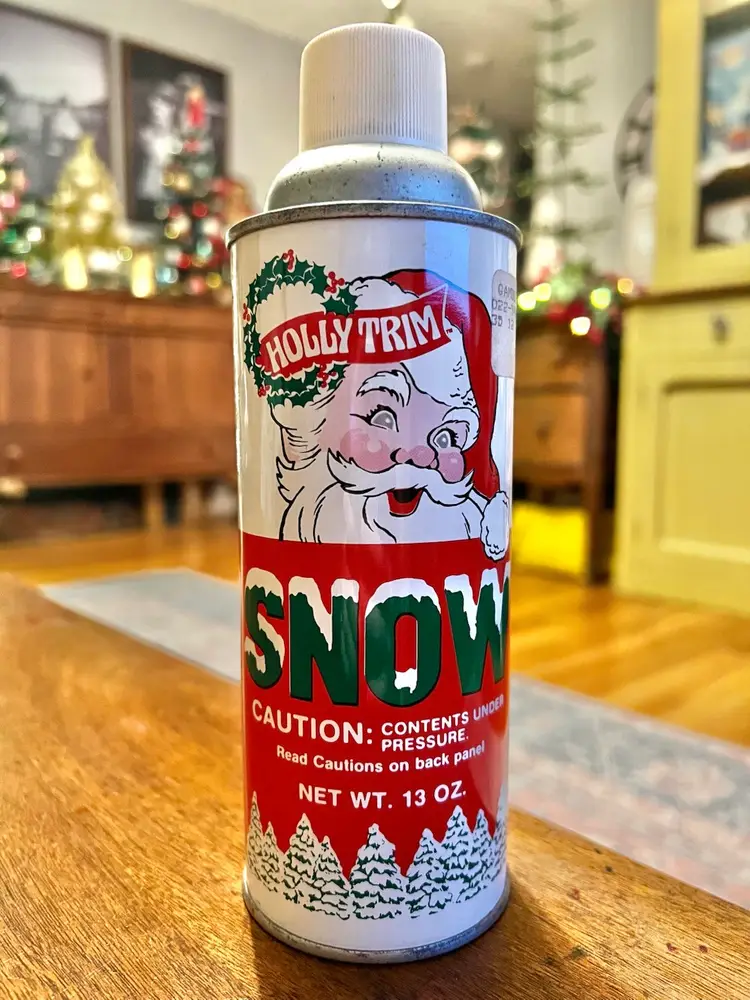 HOLLY TRIM
SNOW
CAUTION: CONTENTS UNDER
PRESSURE.
Read Cautions on back panel
NET WT. 13 OZ.